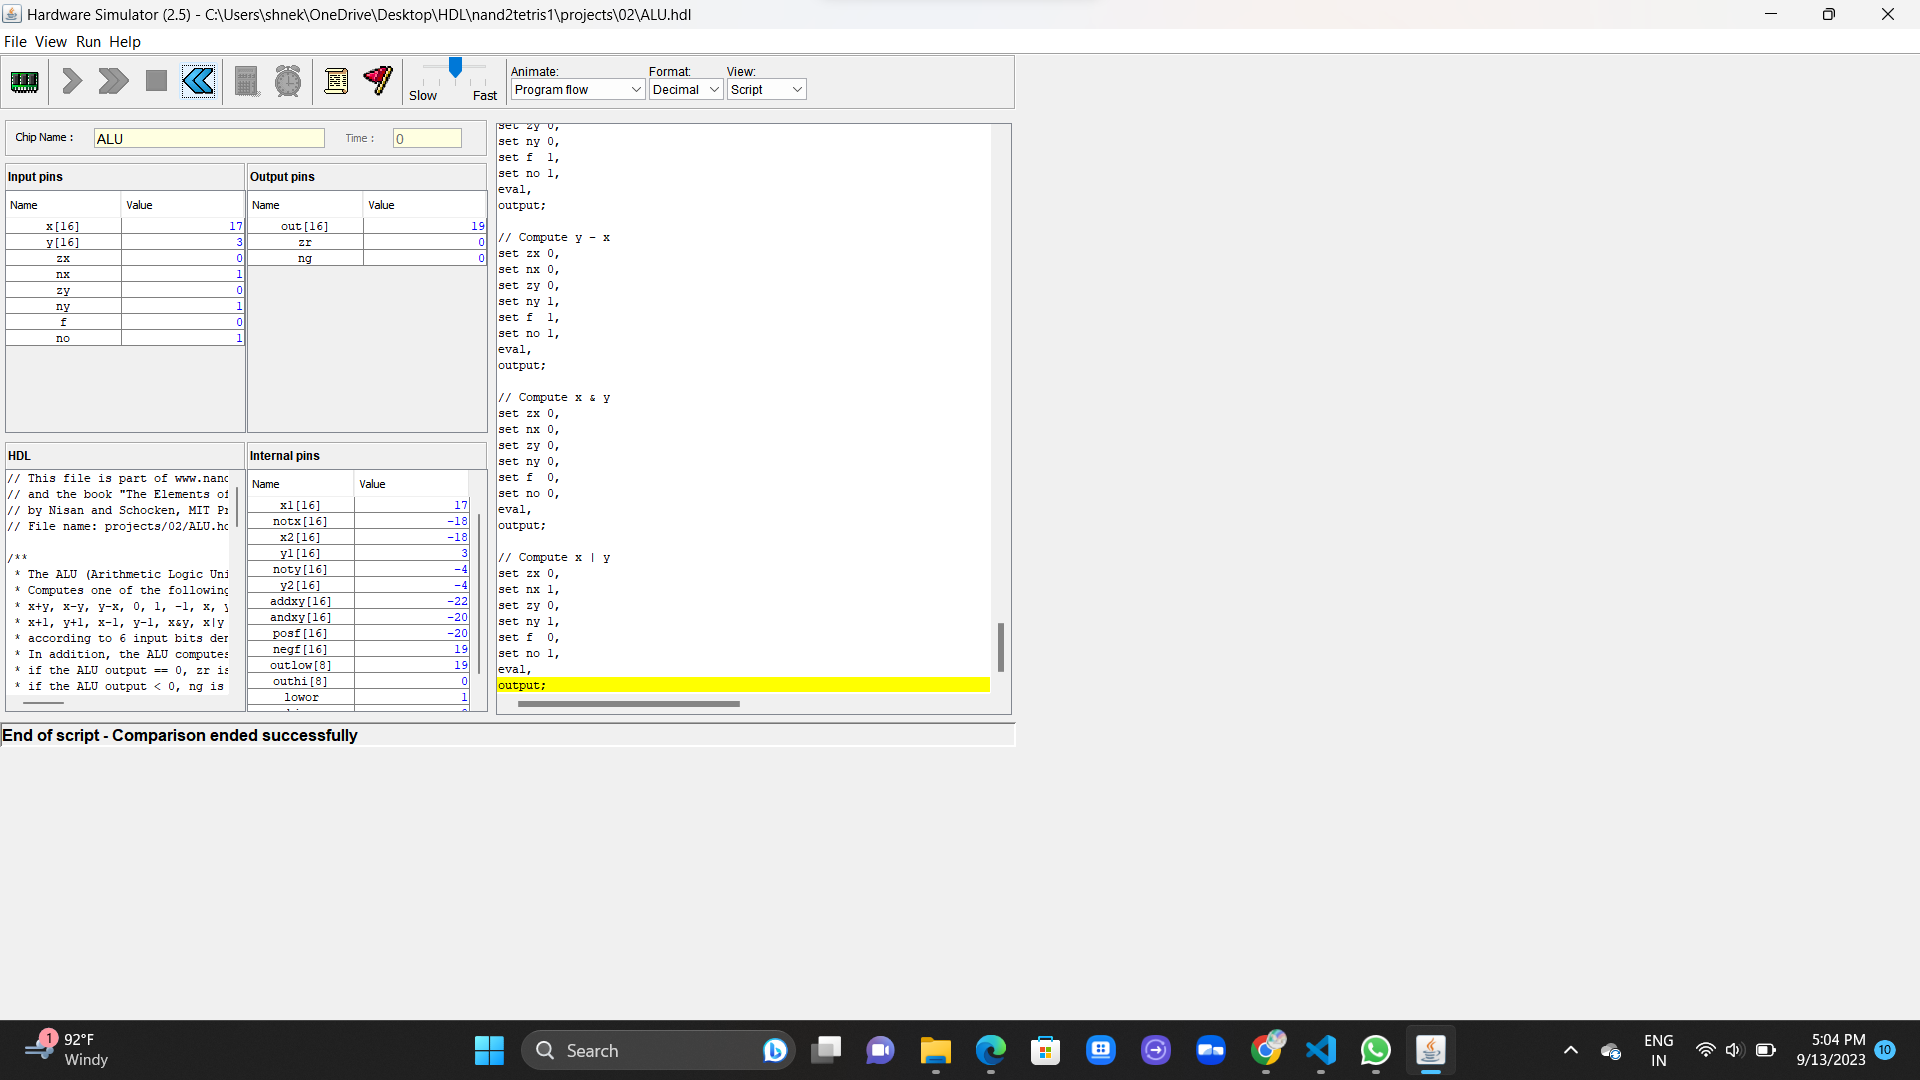 Hardware Simulator (2.5) - C:\Users\shnek\OneDrive\Desktop\HDL\nand2tetris1\projects\02\ALU.hdl
File View Run Help
Slow Fast
Animate: Format: View:
Program flow Decimal Script
Chip Name : ALU Time : 0
Input pins
Name Value
x[16] 17
y[16] 3
zx 0
nx 1
zy 0
ny 1
f 0
no 1
Output pins
Name Value
out[16] 19
zr 0
ng 0
HDL
// This file is part of www.nand
// and the book "The Elements of
// by Nisan and Schocken, MIT Pr
// File name: projects/02/ALU.hd
/**
* The ALU (Arithmetic Logic Uni
* Computes one of the following
* x+y, x-y, y-x, 0, 1, -1, x, y
* x+1, y+1, x-1, y-1, x&y, x|y
* according to 6 input bits den
* In addition, the ALU computes
* if the ALU output == 0, zr is
* if the ALU output < 0, ng is
Internal pins
Name Value
x1[16] 17
notx[16] -18
x2[16] -18
y1[16] 3
noty[16] -4
y2[16] -4
addxy[16] -22
andxy[16] -20
posf[16] -20
negf[16] 19
outlow[8] 19
outhi[8] 0
lowor 1
set zy 0,
set ny 0,
set f 1,
set no 1,
eval,
output;
// Compute y - x
set zx 0,
set nx 0,
set zy 0,
set ny 1,
set f 1,
set no 1,
eval,
output;
// Compute x & y
set zx 0,
set nx 0,
set zy 0,
set ny 0,
set f 0,
set no 0,
eval,
output;
// Compute x | y
set zx 0,
set nx 1,
set zy 0,
set ny 1,
set f 0,
set no 1,
eval,
output;
End of script - Comparison ended successfully
1
92°F
Windy
Search
ENG
IN
5:04 PM
9/13/2023
10